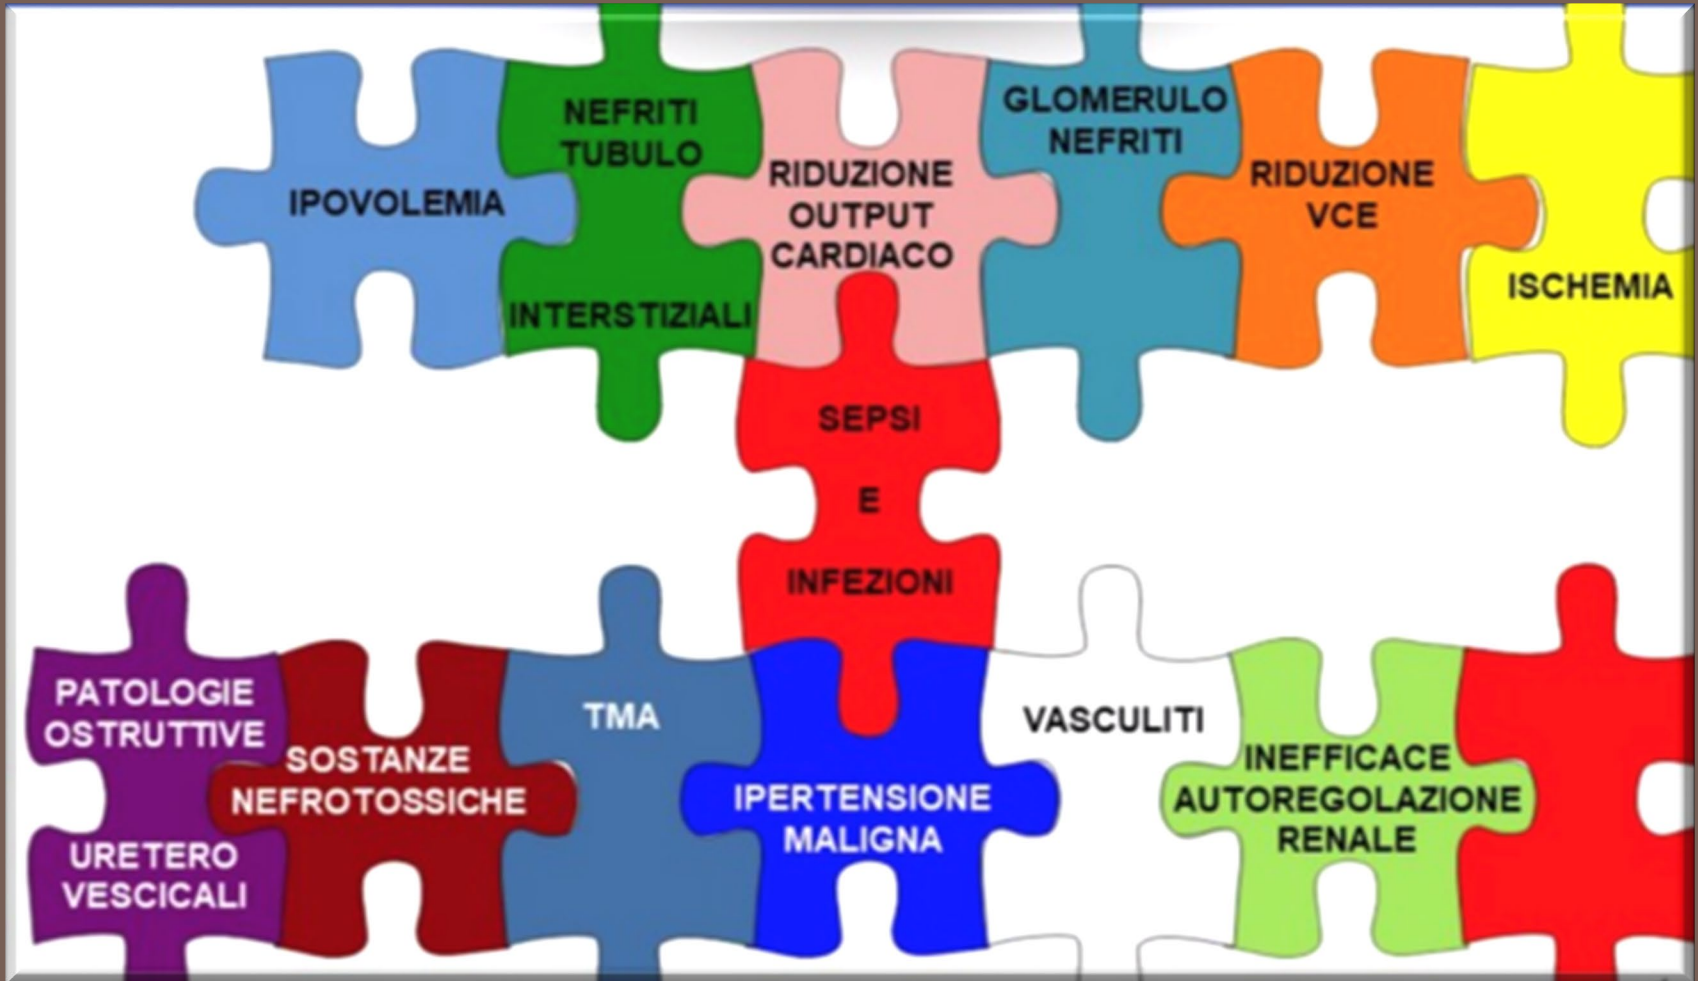 IPOVOLEMIA
NEFRITI
TUBULO
INTERSTIZIALI
RIDUZIONE
OUTPUT
CARDIACO
GLOMERULO
NEFRITI
RIDUZIONE
VCE
ISCHEMIA
SEPSI
E
INFEZIONI
PATOLOGIE
OSTRUTTIVE
URETERO
VESCICALI
SOSTANZE
NEFROTOSSICHE
TMA
IPERTENSIONE
MALIGNA
VASCULITI
INEFFICACE
AUTOREGOLAZIONE
RENALE